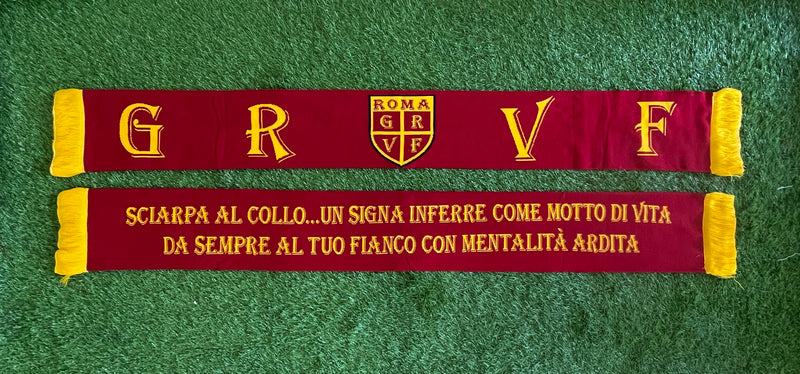 G R V F
ROMA
G R
V F
SCIARPA AL COLLO...UN SIGNA INFERRE COME MOTTO DI VITA
DA SEMPRE AL TUO FIANCO CON MENTALITÀ ARDITA